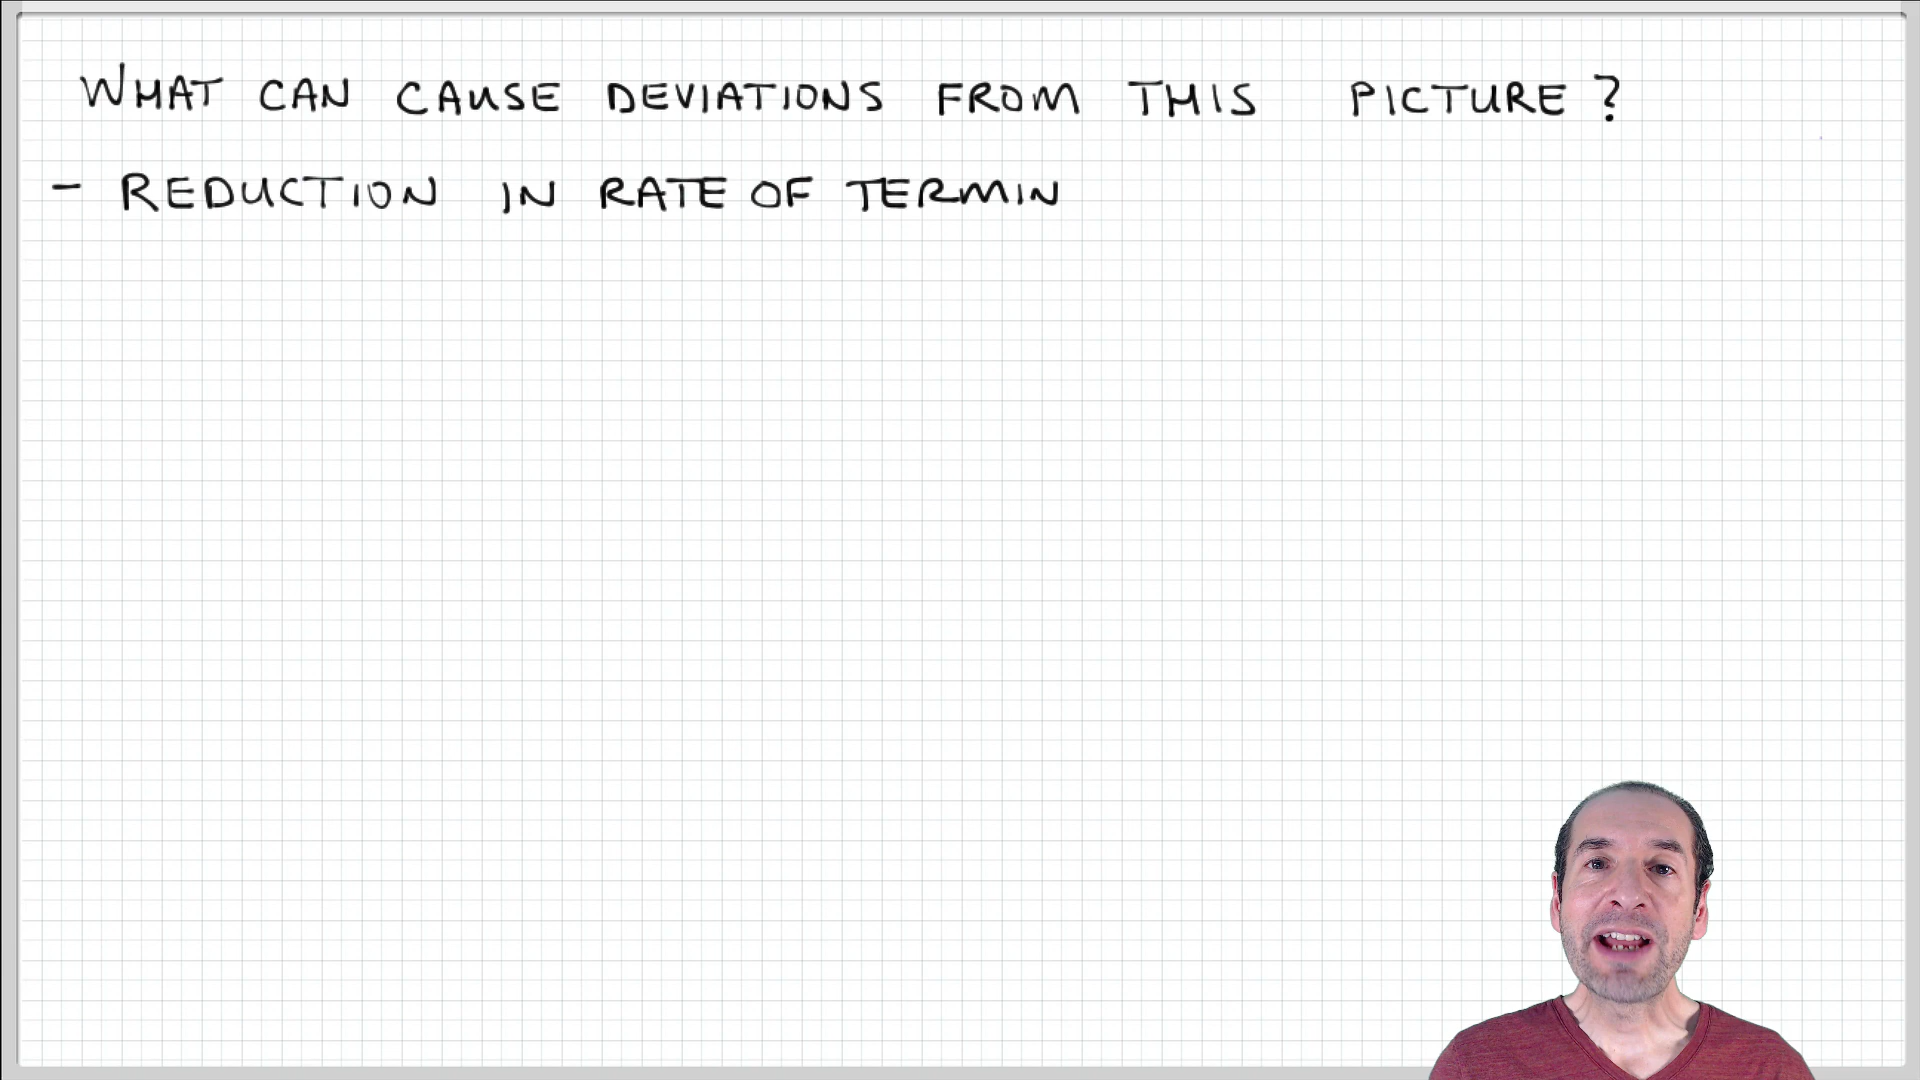 WHAT CAN CAUSE DEVIATIONS FROM THIS PICTURE?
- REDUCTION IN RATE OF TERMIN